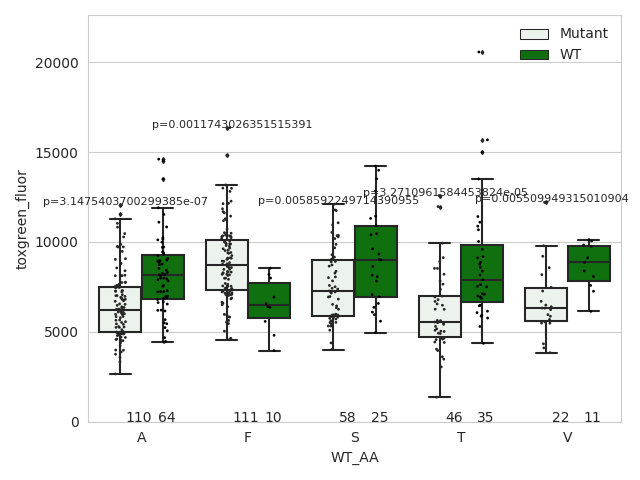 Mutant
WT
20000
p=0.0011743026351515391
15000
p=3.1475403700299385e-07
p=0.0058592249714390955
p=3.2710961584453824e-05
p=0.005509949315010904
10000
5000
0
toxgreen_fluor
110 64 111 10 58 25 46 35 22 11
A F S T V
WT_AA